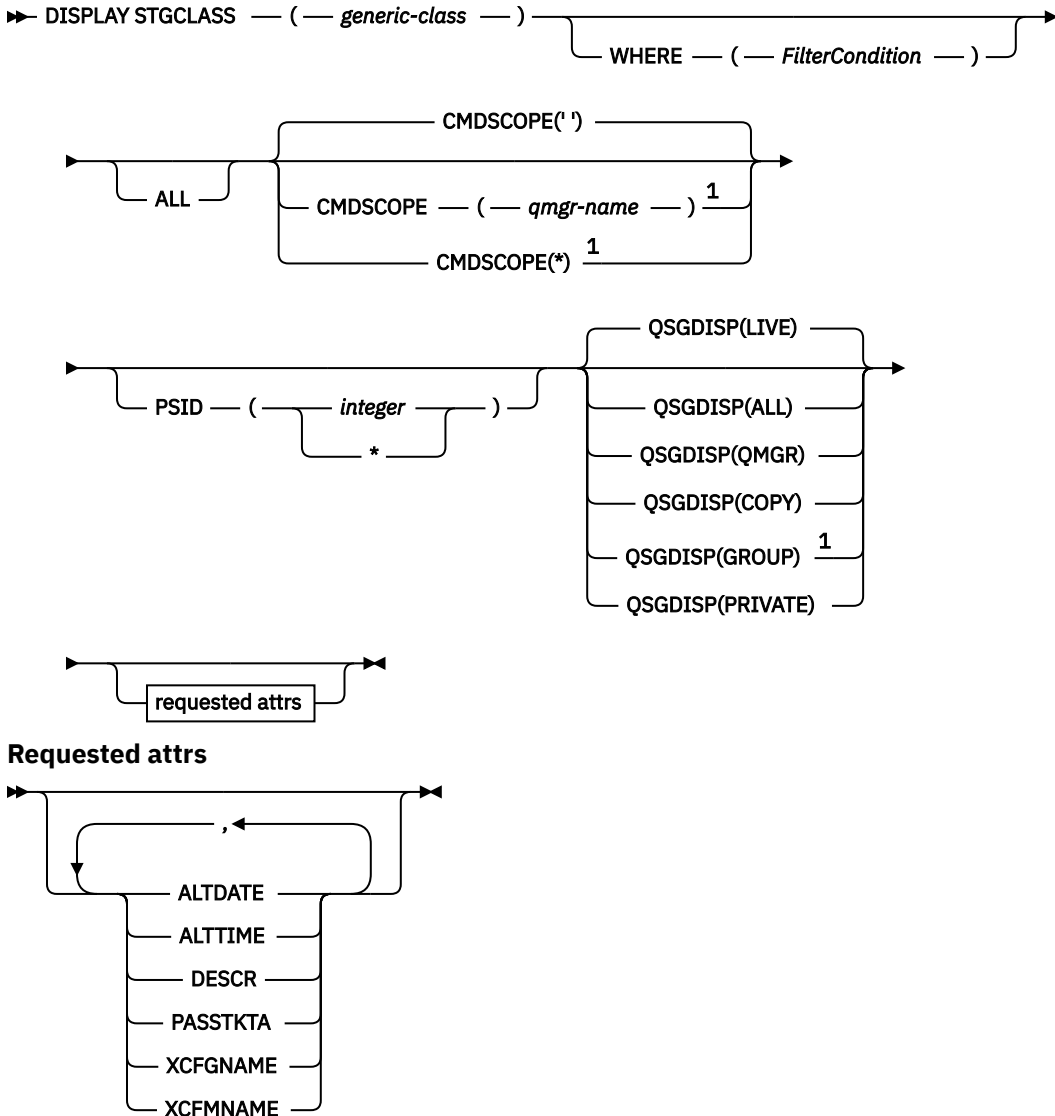 DISPLAY STGCLASS ( generic-class )
WHERE ( FilterCondition )
CMDSCOPE(' ')
ALL
CMDSCOPE ( qmgr-name ) 1
CMDSCOPE(*) 1
QSGDISP(LIVE)
PSID ( integer )
*
QSGDISP(ALL)
QSGDISP(QMGR)
QSGDISP(COPY)
QSGDISP(GROUP) 1
QSGDISP(PRIVATE)
requested attrs
Requested attrs
,
ALTDATE
ALTTIME
DESCR
PASSTKTA
XCFGNAME
XCFMNAME